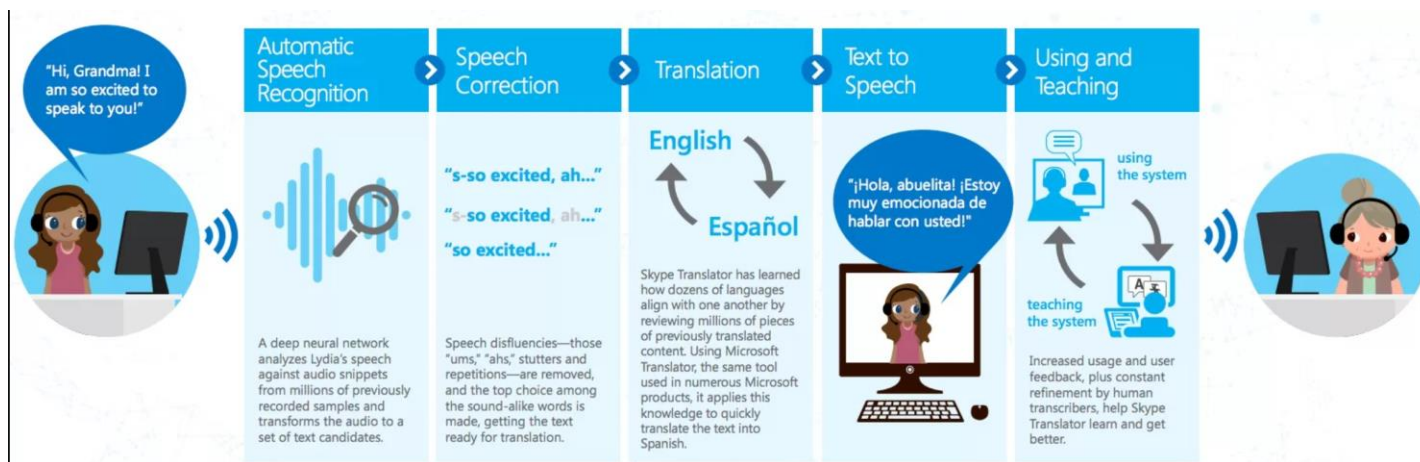 "Hi, Grandma! I
am so excited to
speak to you!"
Automatic
Speech
Recognition
A deep neural network
analyzes Lydia's speech
against audio snippets
from millions of previously
recorded samples and
transforms the audio to a
set of text candidates.
Speech
Correction
"s-so excited, ah..."
"s-so excited, ah..."
"so excited..."
Speech disfluencies—those
"ums," "ahs," stutters and
repetitions—are removed,
and the top choice among
the sound-alike words is
made, getting the text
ready for translation.
Translation
English
Español
Skype Translator has learned
how dozens of languages
align with one another by
reviewing millions of pieces
of previously translated
content. Using Microsoft
Translator, the same tool
used in numerous Microsoft
products, it applies this
knowledge to quickly
translate the text into
Spanish.
Text to
Speech
"¡Hola, abuelita! ¡Estoy
muy emocionada de
hablar con usted!"
Using and
Teaching
using
the system
teaching
the system
A
Increased usage and user
feedback, plus constant
refinement by human
transcribers, help Skype
Translator learn and get
better.